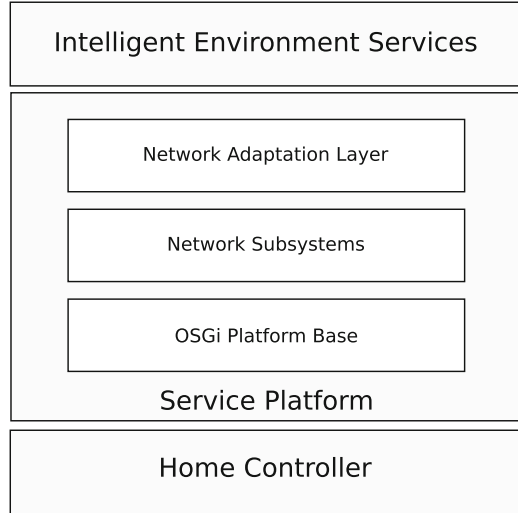 Intelligent Environment Services
Network Adaptation Layer
Network Subsystems
OSGi Platform Base
Service Platform
Home Controller